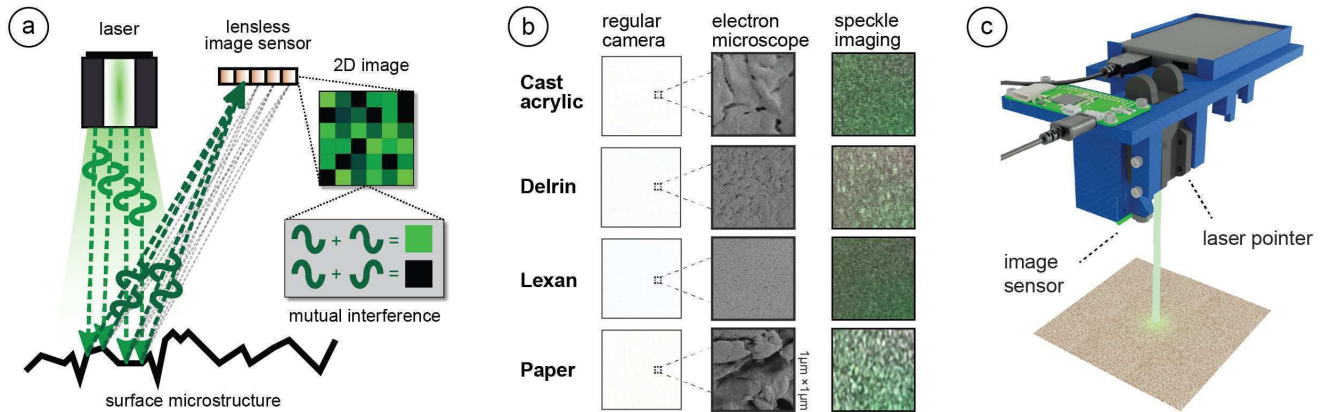 a
laser
lensless
image sensor
2D image
+
=
+
=
mutual interference
surface microstructure
b
regular
camera
electron
microscope
speckle
imaging
Cast
acrylic
Delrin
Lexan
Paper
1µm × 1µm
c
laser pointer
image
sensor